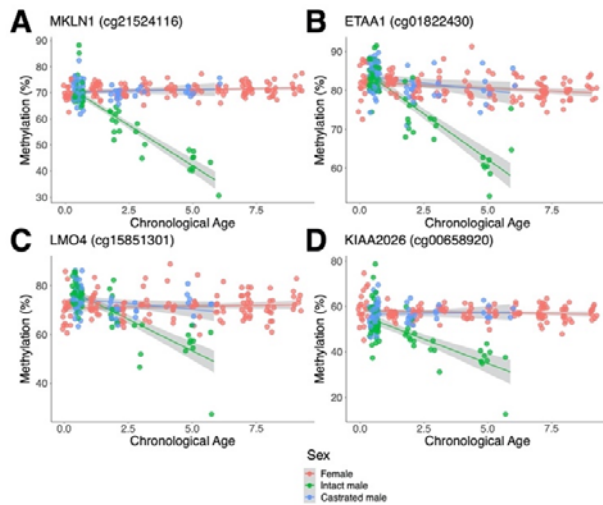 A MKLN1 (cg21524116)
Methylation (%)
90
80
70
60
50
40
30
0.0 2.5 5.0 7.5
Chronological Age
B ETAA1 (cg01822430)
Methylation (%)
90
80
70
60
0.0 2.5 5.0 7.5
Chronological Age
C LMO4 (cg15851301)
Methylation (%)
80
60
40
0.0 2.5 5.0 7.5
Chronological Age
D KIAA2026 (cg00658920)
Methylation (%)
80
60
40
20
0.0 2.5 5.0 7.5
Chronological Age
Sex
Female
Intact male
Castrated male